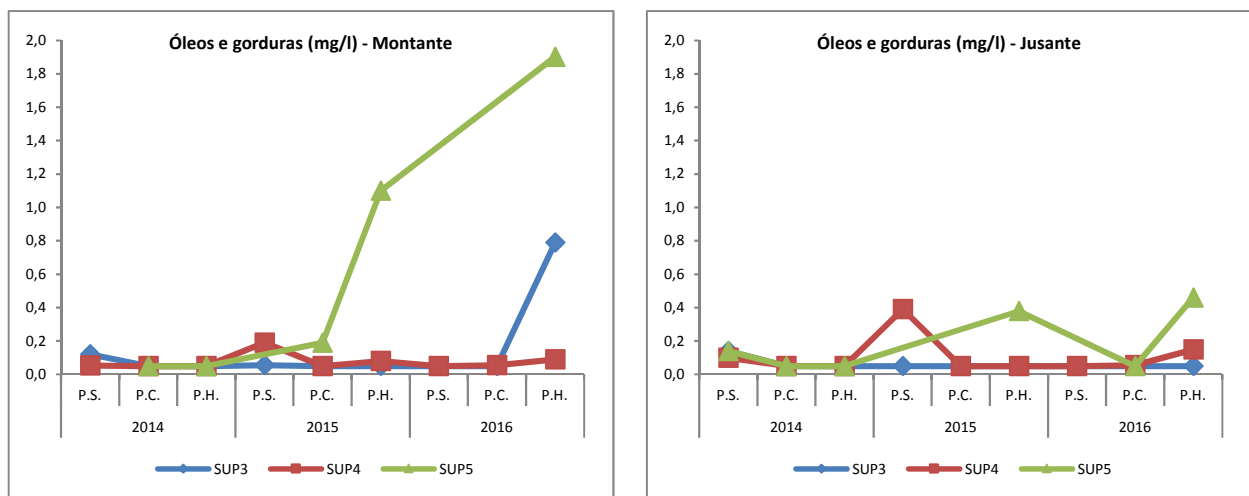 Óleos e gorduras (mg/l) - Montante
2,0
1,8
1,6
1,4
1,2
1,0
0,8
0,6
0,4
0,2
0,0
P.S. P.C. P.H. P.S. P.C. P.H. P.S. P.C. P.H.
2014 2015 2016
SUP3 SUP4 SUP5
Óleos e gorduras (mg/l) - Jusante
2,0
1,8
1,6
1,4
1,2
1,0
0,8
0,6
0,4
0,2
0,0
P.S. P.C. P.H. P.S. P.C. P.H. P.S. P.C. P.H.
2014 2015 2016
SUP3 SUP4 SUP5